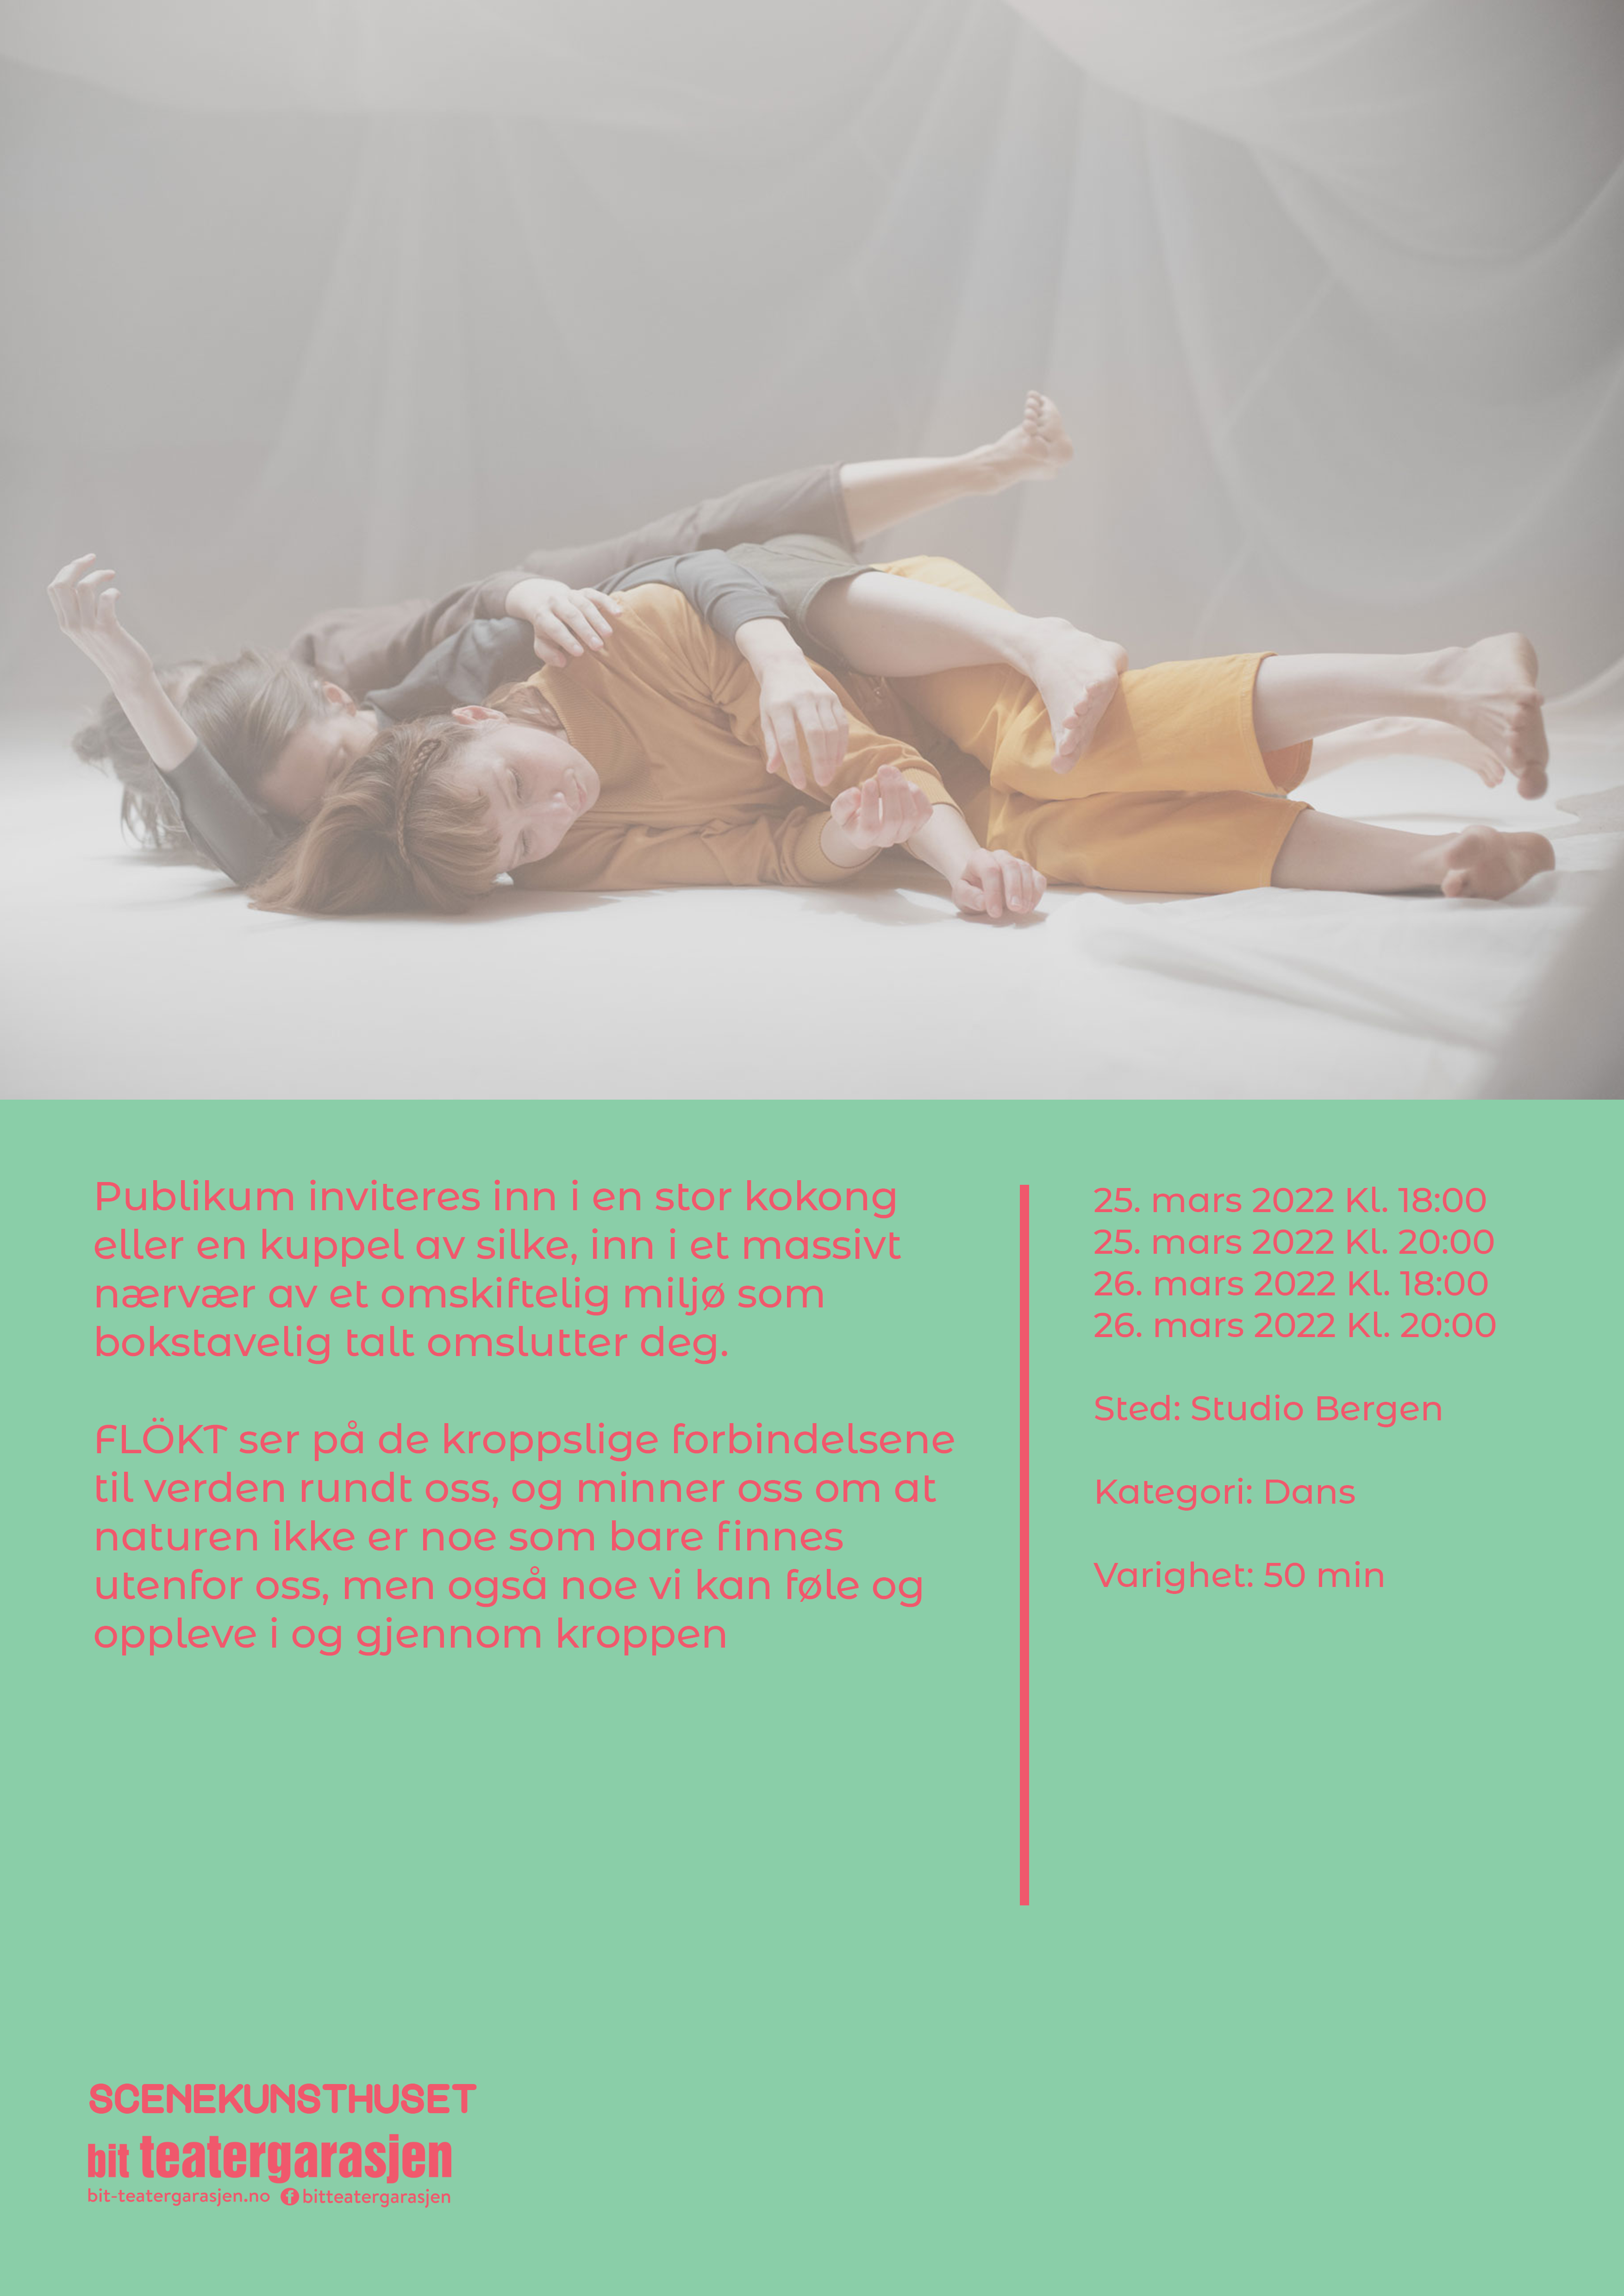 Publikum inviteres inn i en stor kokong
eller en kuppel av silke, inn i et massivt
nærvær av et omskiftelig miljø som
bokstavelig talt omslutter deg.
FLÖKT ser på de kroppslige forbindelsene
til verden rundt oss, og minner oss om at
naturen ikke er noe som bare finnes
utenfor oss, men også noe vi kan føle og
oppleve i og gjennom kroppen
25. mars 2022 Kl. 18:00
25. mars 2022 Kl. 20:00
26. mars 2022 Kl. 18:00
26. mars 2022 Kl. 20:00
Sted: Studio Bergen
Kategori: Dans
Varighet: 50 min
SCENEKUNSTHUSET
bit teatergarasjen
bit-teatergarasjen.no f bitteatergarasjen